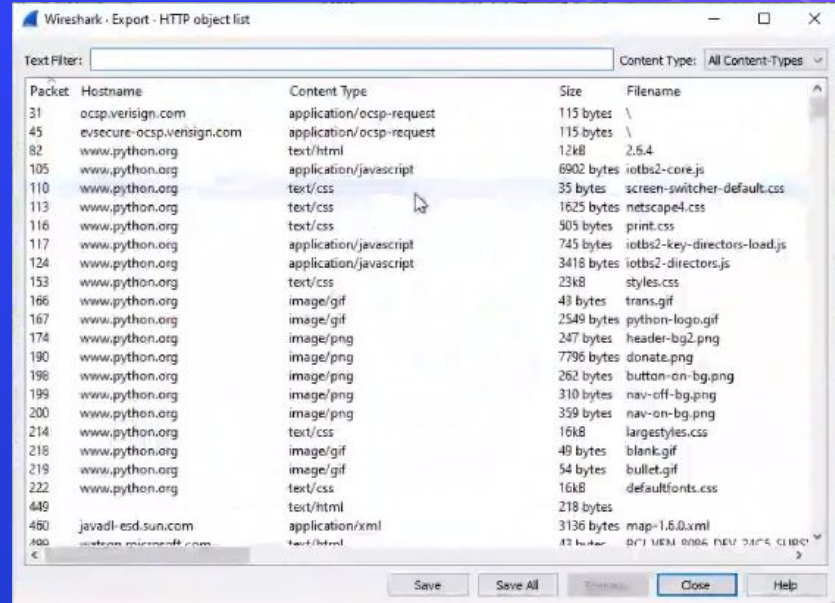 Wireshark · Export · HTTP object list
Text Filter: Content Type: All Content-Types
Packet Hostname Content Type Size Filename
31 ocsp.verisign.com application/ocsp-request 115 bytes \
45 evsecure-ocsp.verisign.com application/ocsp-request 115 bytes \
82 www.python.org text/html 12kB 2.6.4
105 www.python.org application/javascript 6902 bytes iotbs2-core.js
110 www.python.org text/css 35 bytes screen-switcher-default.css
113 www.python.org text/css 1625 bytes netscape4.css
116 www.python.org text/css 505 bytes print.css
117 www.python.org application/javascript 745 bytes iotbs2-key-directors-load.js
124 www.python.org application/javascript 3418 bytes iotbs2-directors.js
153 www.python.org text/css 23kB styles.css
166 www.python.org image/gif 43 bytes trans.gif
167 www.python.org image/gif 2549 bytes python-logo.gif
174 www.python.org image/png 247 bytes header-bg2.png
190 www.python.org image/png 7796 bytes donate.png
198 www.python.org image/png 262 bytes button-on-bg.png
199 www.python.org image/png 310 bytes nav-off-bg.png
200 www.python.org image/png 359 bytes nav-on-bg.png
214 www.python.org text/css 16kB largestyles.css
218 www.python.org image/gif 49 bytes blank.gif
219 www.python.org image/gif 54 bytes bullet.gif
222 www.python.org text/css 16kB defaultfonts.css
449 text/html 218 bytes
460 javadl-esd.sun.com application/xml 3136 bytes map-1.6.0.xml
watson.microsoft.com text/html 43 bytes
Save Save All Close Help